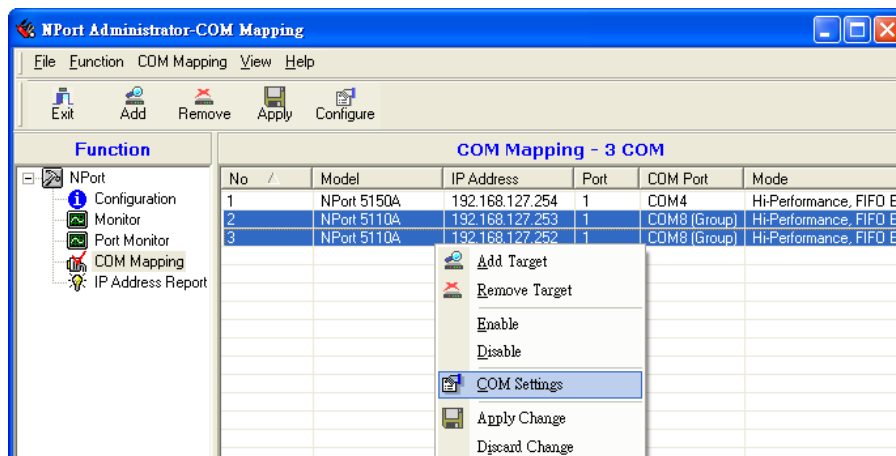 NPort Administrator-COM Mapping
File Function COM Mapping View Help
Exit Add Remove Apply Configure
Function
COM Mapping - 3 COM
NPort
Configuration
Monitor
Port Monitor
COM Mapping
IP Address Report
No Model IP Address Port COM Port Mode
1 NPort 5150A 192.168.127.254 1 COM4 Hi-Performance, FIFO E
2 NPort 5110A 192.168.127.253 1 COM8 (Group) Hi-Performance, FIFO E
3 NPort 5110A 192.168.127.252 1 COM8 (Group) Hi-Performance, FIFO E
Add Target
Remove Target
Enable
Disable
COM Settings
Apply Change
Discard Change